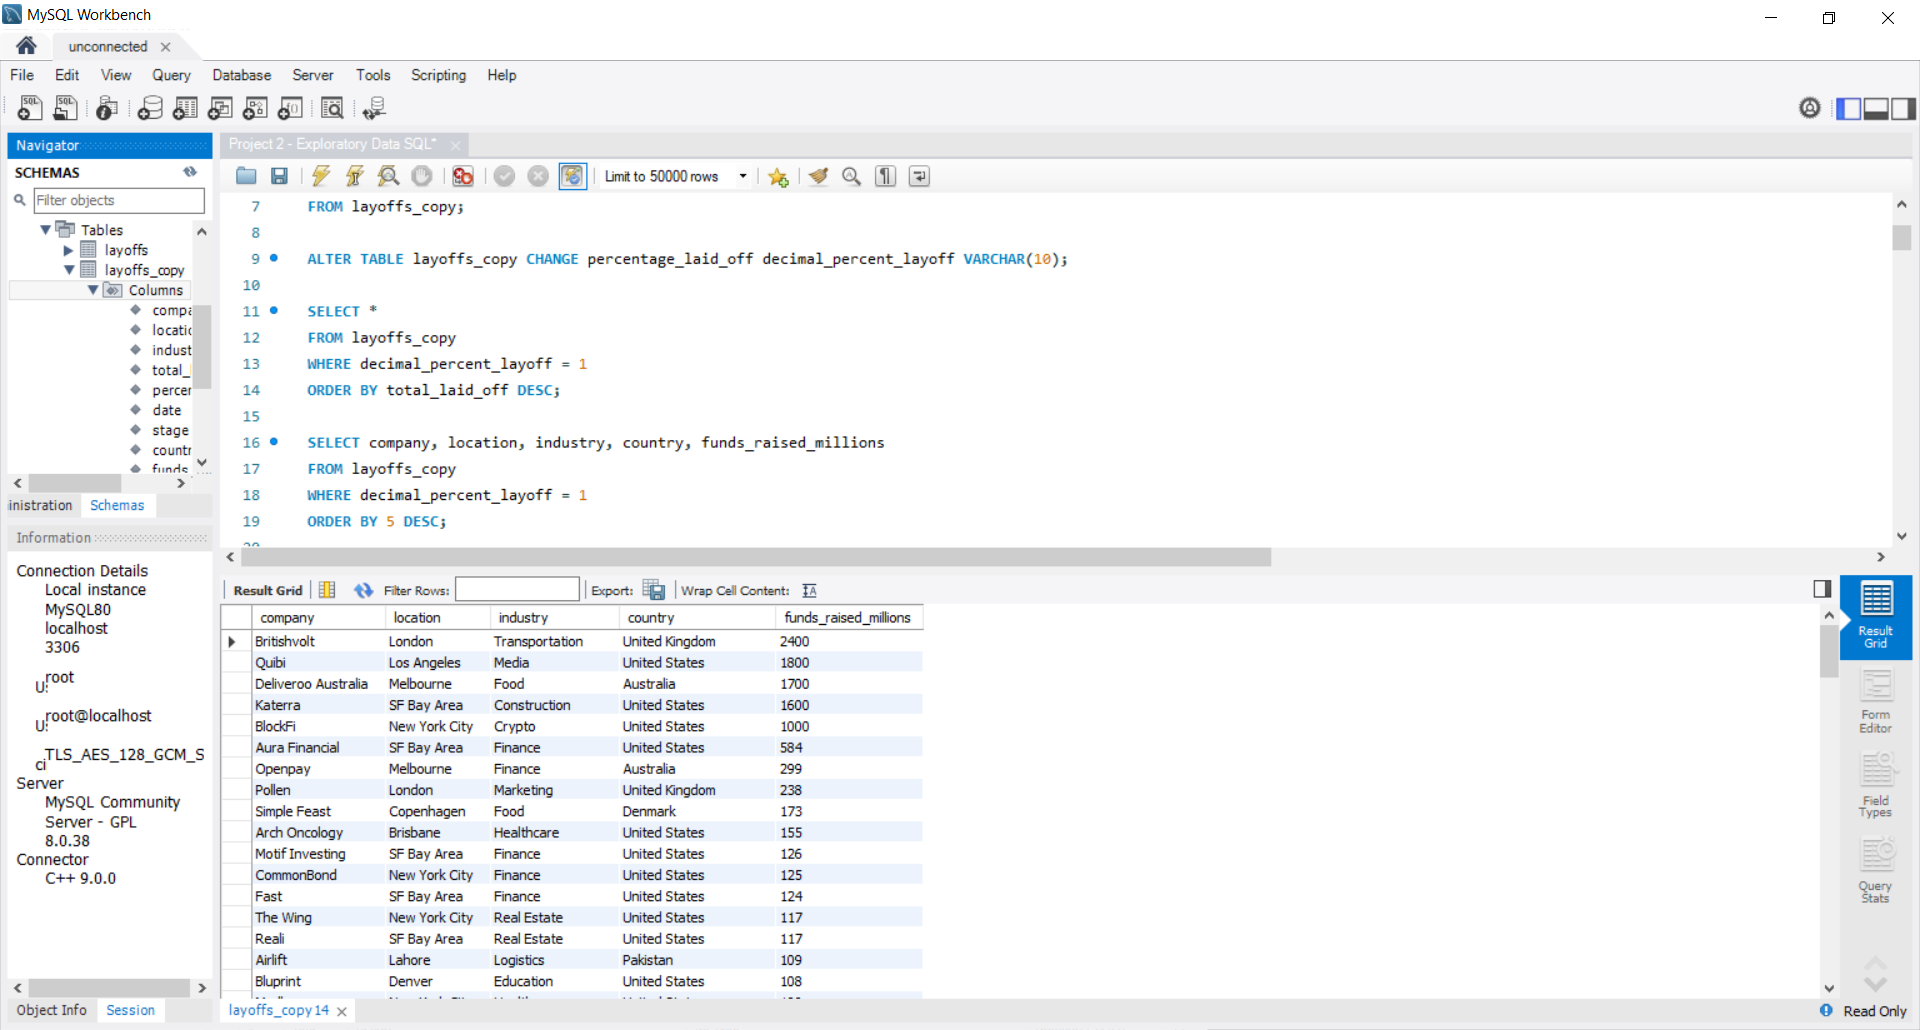 MySQL Workbench
unconnected
File Edit View Query Database Server Tools Scripting Help
Navigator
SCHEMAS
Filter objects
Tables
layoffs
layoffs_copy
Columns
compa
locatic
indust
total_
percer
date
stage
countr
funds
inistration Schemas
Information
Connection Details
Local instance
MySQL80
localhost
3306
root
U:
root@localhost
U:
TLS_AES_128_GCM_S
ci
Server
MySQL Community
Server - GPL
8.0.38
Connector
C++ 9.0.0
Object Info Session
Project 2 - Exploratory Data SQL*
Limit to 50000 rows
7 FROM layoffs_copy;
8
9 ALTER TABLE layoffs_copy CHANGE percentage_laid_off decimal_percent_layoff VARCHAR(10);
10
11 SELECT *
12 FROM layoffs_copy
13 WHERE decimal_percent_layoff = 1
14 ORDER BY total_laid_off DESC;
15
16 SELECT company, location, industry, country, funds_raised_millions
17 FROM layoffs_copy
18 WHERE decimal_percent_layoff = 1
19 ORDER BY 5 DESC;
20
Result Grid Filter Rows: Export: Wrap Cell Content:
company location industry country funds_raised_millions
Britishvolt London Transportation United Kingdom 2400
Quibi Los Angeles Media United States 1800
Deliveroo Australia Melbourne Food Australia 1700
Katerra SF Bay Area Construction United States 1600
BlockFi New York City Crypto United States 1000
Aura Financial SF Bay Area Finance United States 584
Openpay Melbourne Finance Australia 299
Pollen London Marketing United Kingdom 238
Simple Feast Copenhagen Food Denmark 173
Arch Oncology Brisbane Healthcare United States 155
Motif Investing SF Bay Area Finance United States 126
CommonBond New York City Finance United States 125
Fast SF Bay Area Finance United States 124
The Wing New York City Real Estate United States 117
Reali SF Bay Area Real Estate United States 117
Airlift Lahore Logistics Pakistan 109
Bluprint Denver Education United States 108
Result
Grid
Form
Editor
Field
Types
Query
Stats
layoffs_copy 14
Read Only